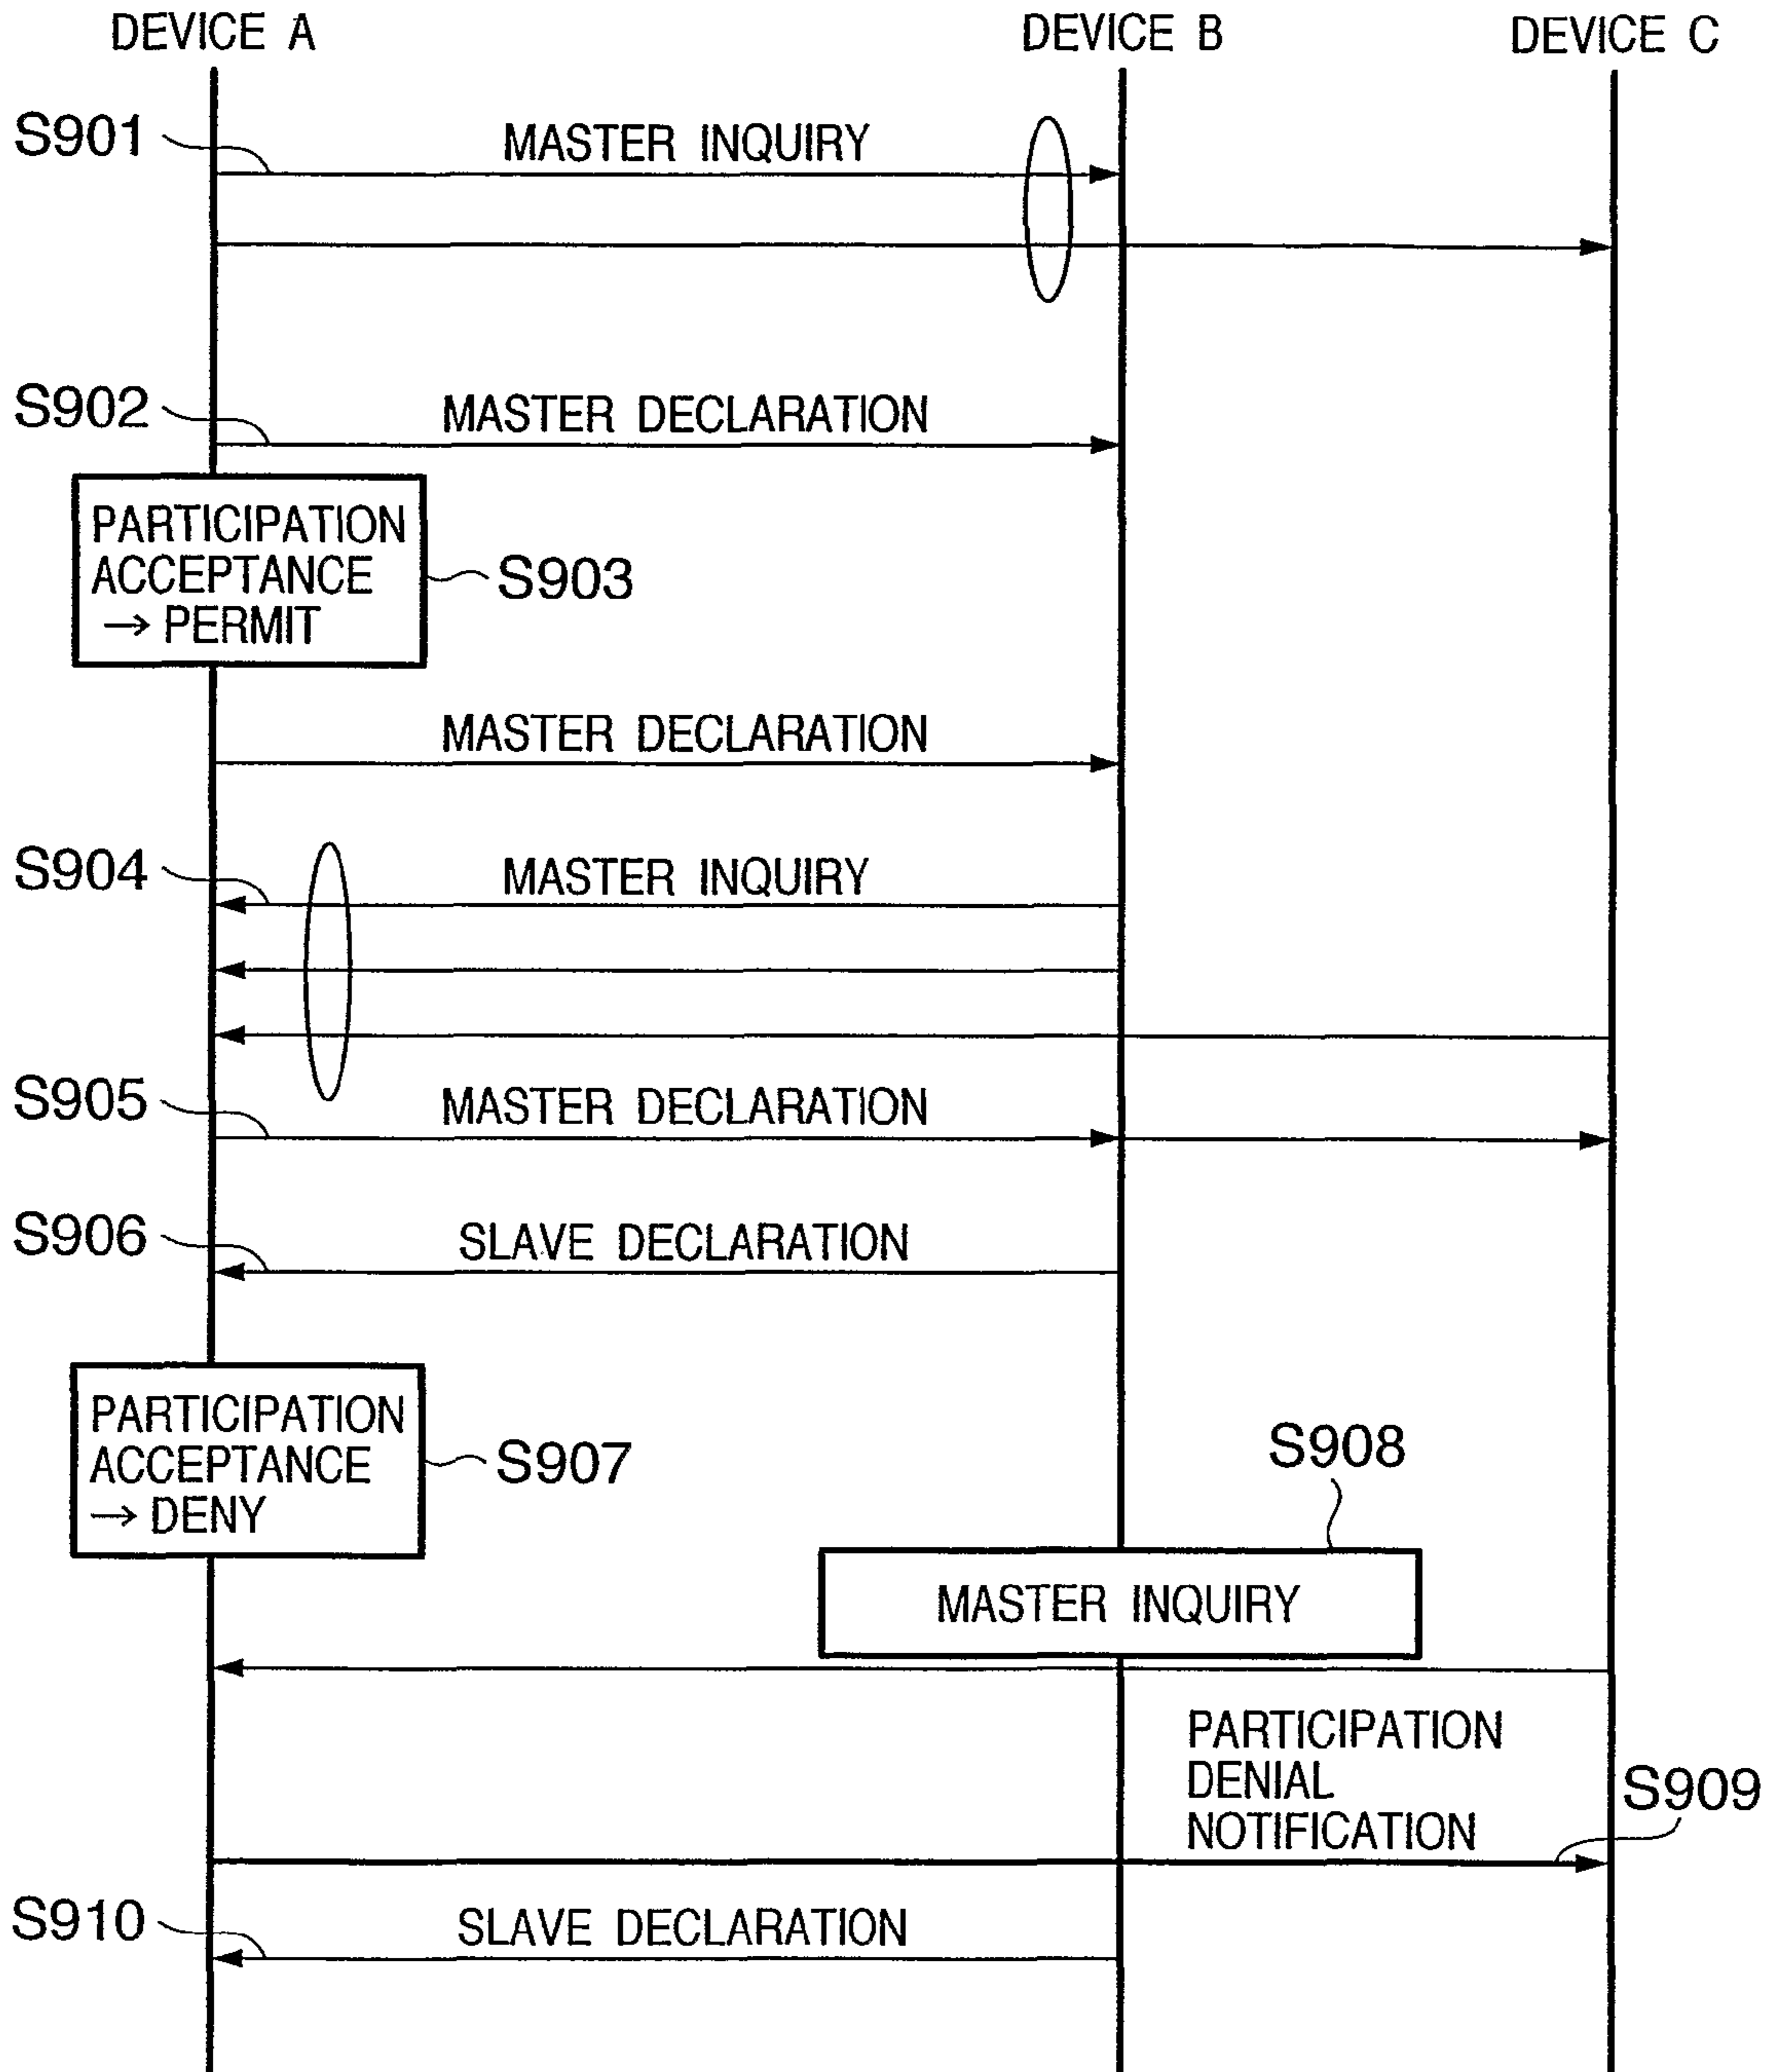 DEVICE A
DEVICE B
DEVICE C
S901
MASTER INQUIRY
S902
MASTER DECLARATION
PARTICIPATION
ACCEPTANCE
→ PERMIT
S903
MASTER DECLARATION
S904
MASTER INQUIRY
S905
MASTER DECLARATION
S906
SLAVE DECLARATION
PARTICIPATION
ACCEPTANCE
→ DENY
S907
S908
MASTER INQUIRY
PARTICIPATION
DENIAL
NOTIFICATION
S909
S910
SLAVE DECLARATION